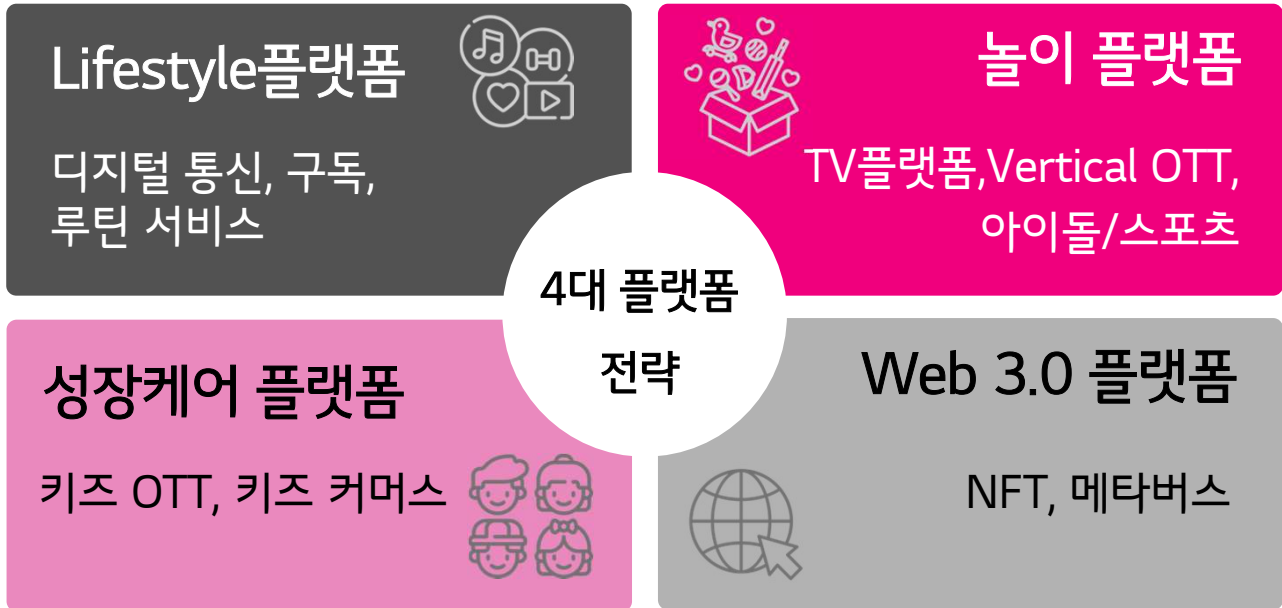 Lifestyle플랫폼
디지털 통신, 구독,
루틴 서비스
놀이 플랫폼
TV플랫폼,Vertical OTT,
아이돌/스포츠
4대 플랫폼
전략
성장케어 플랫폼
키즈 OTT, 키즈 커머스
Web 3.0 플랫폼
NFT, 메타버스